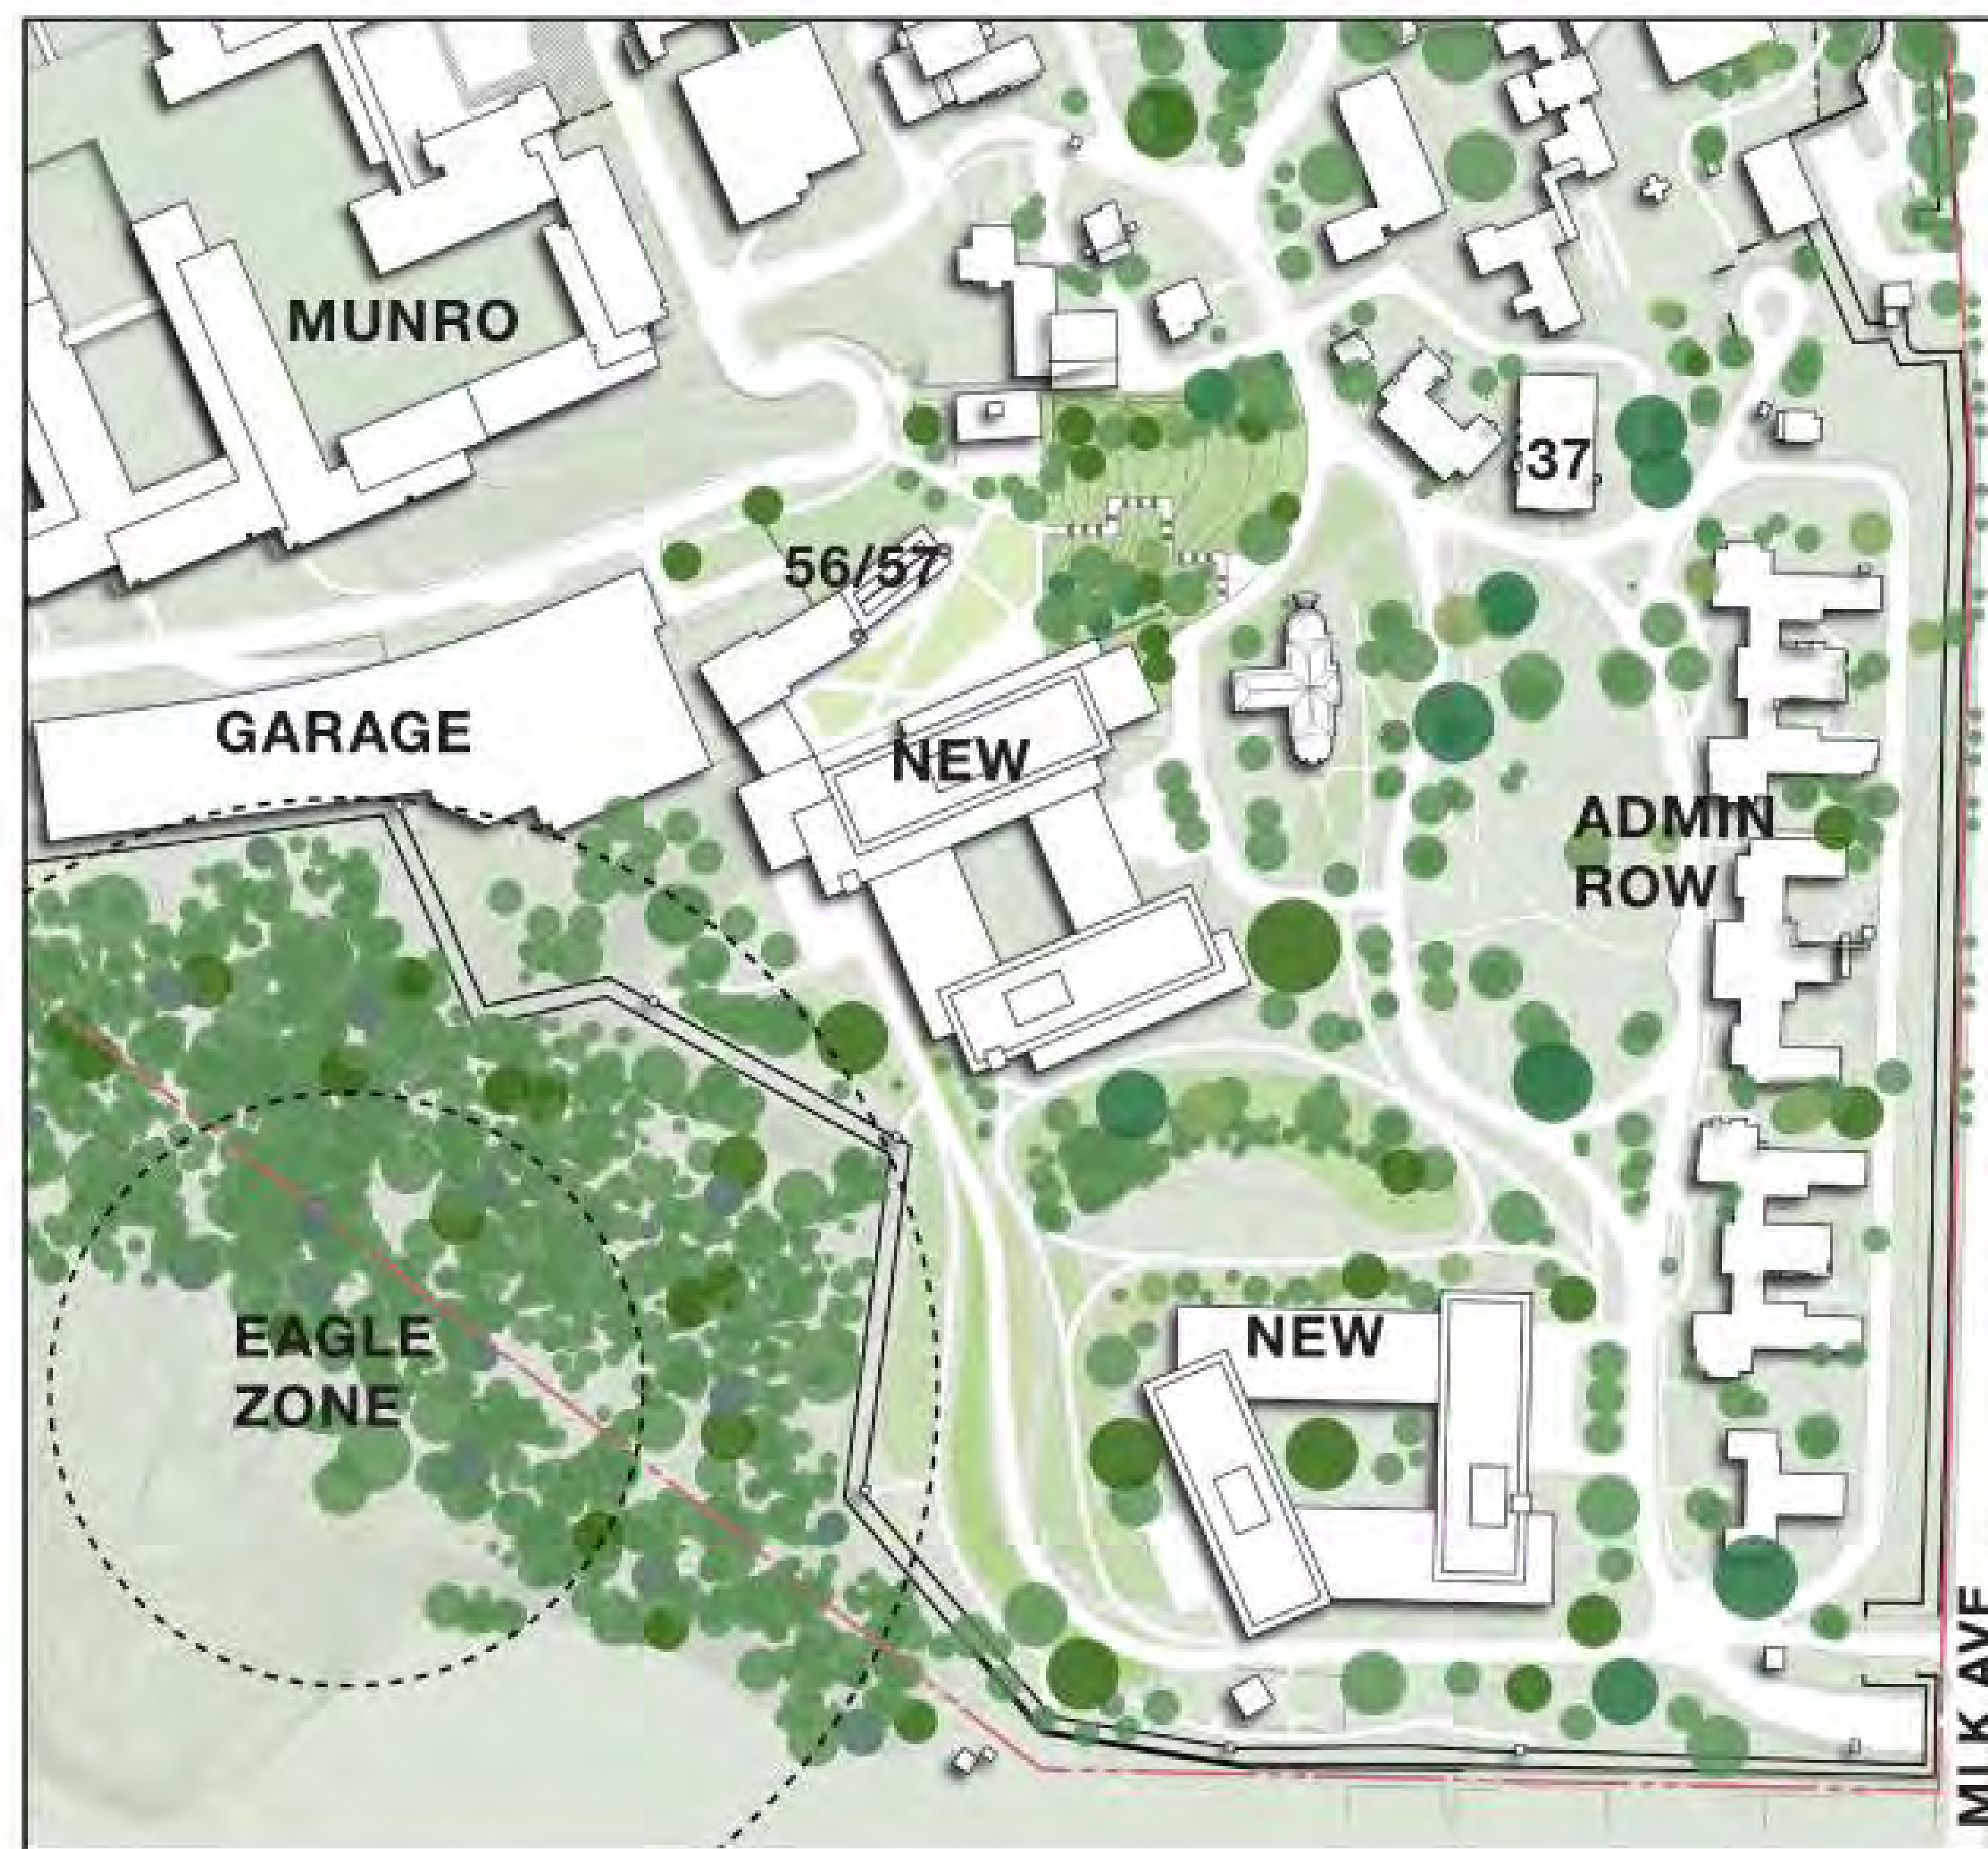 MUNRO
37
56/57
GARAGE
NEW
ADMIN
ROW
EAGLE
ZONE
NEW
MLK AVE